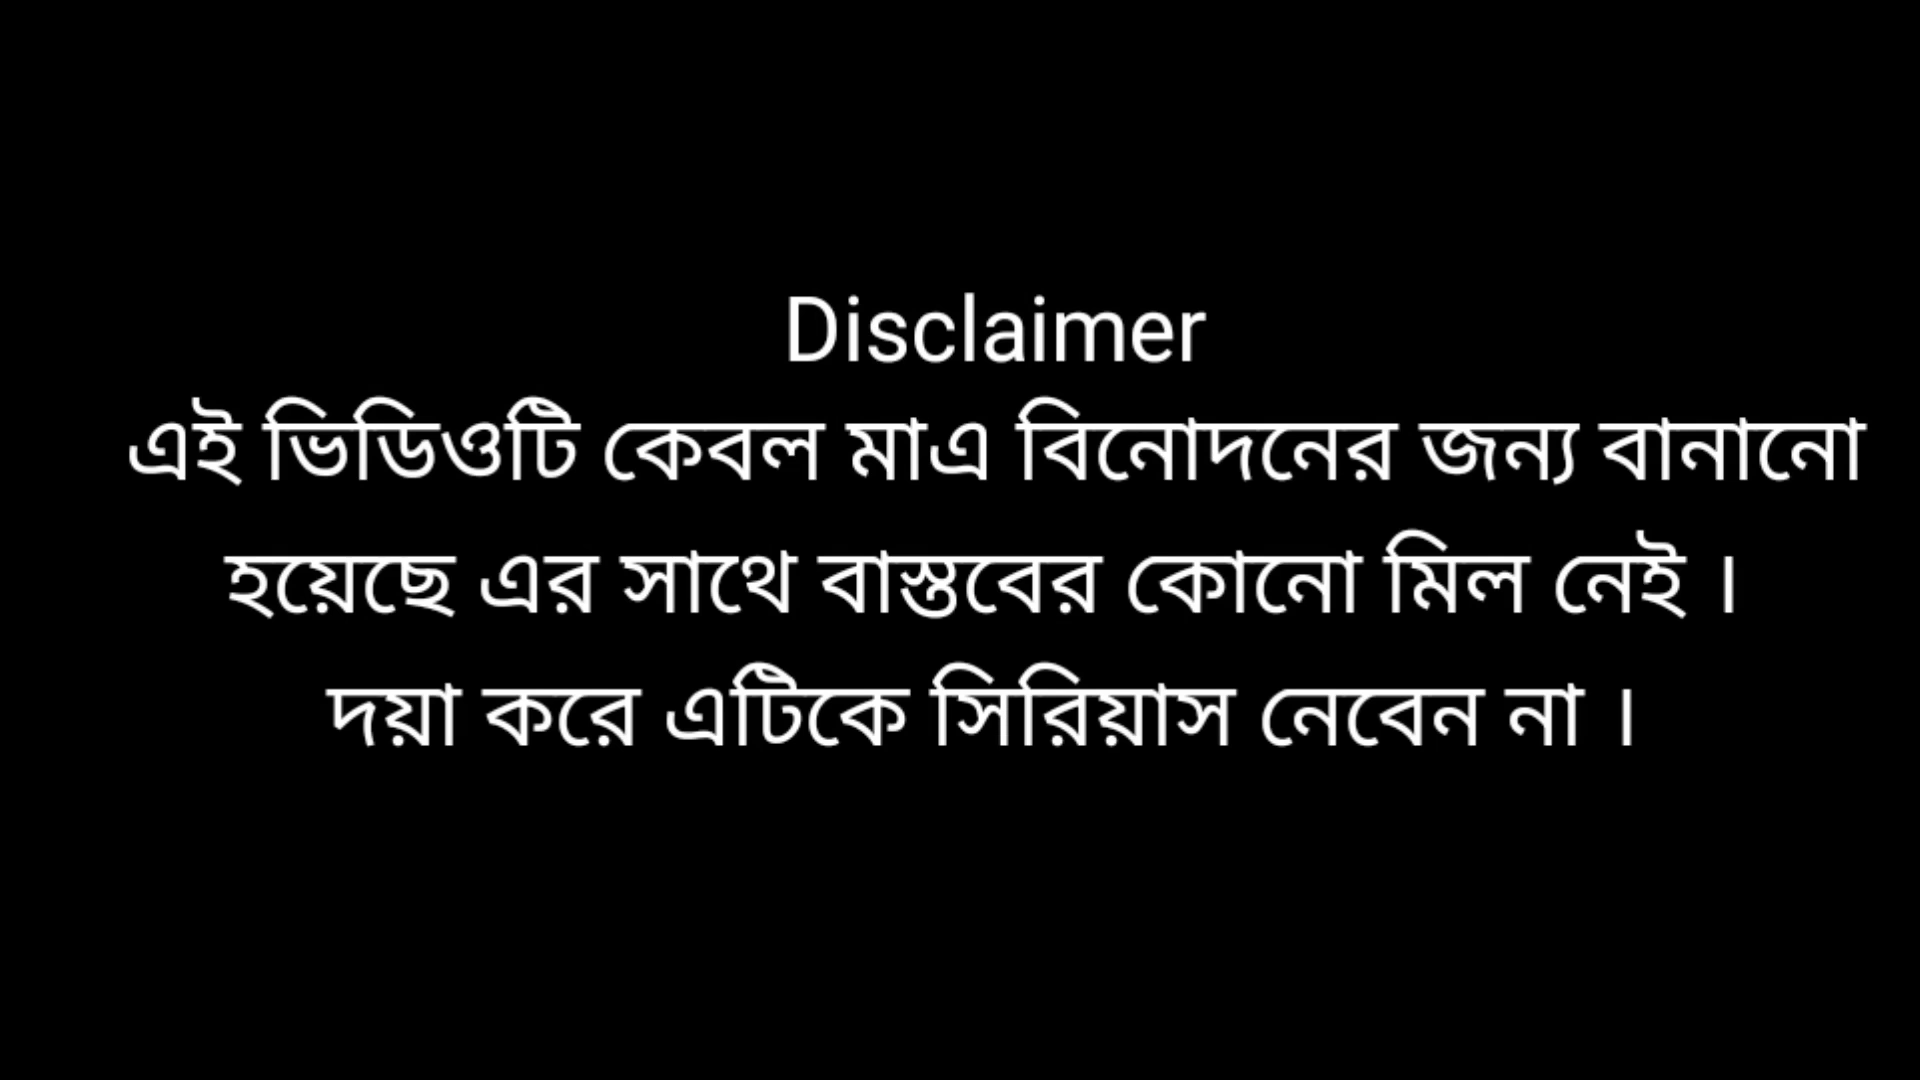 Disclaimer
এই ভিডিওটি কেবল মাএ বিনোদনের জন্য বানানো
হয়েছে এর সাথে বাস্তবের কোনো মিল নেই ।
দয়া করে এটিকে সিরিয়াস নেবেন না ।